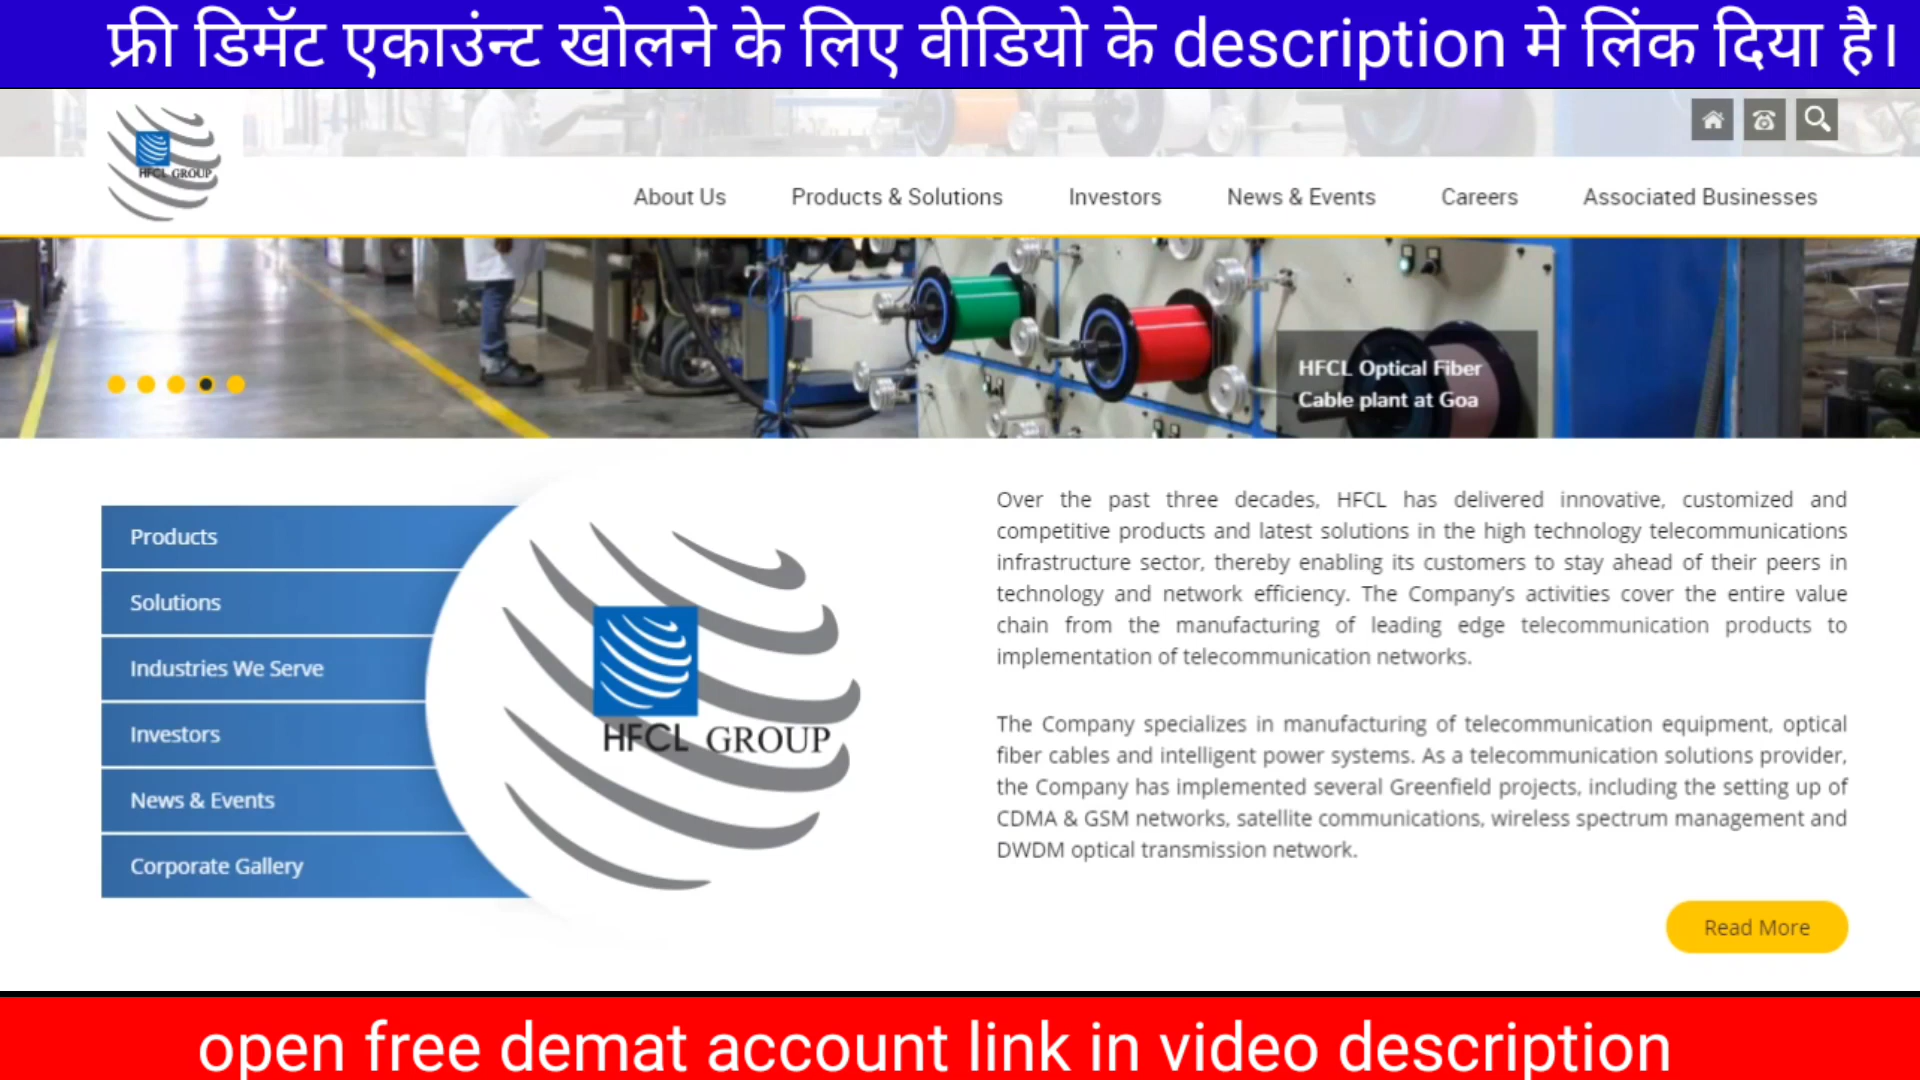 फ्री डिमॅट एकाउंन्ट खोलने के लिए वीडियो के description मे लिंक दिया है।
HFCL GROUP
About Us
Products & Solutions
Investors
News & Events
Careers
Associated Businesses
HFCL Optical Fiber
Cable plant at Goa
Products
Solutions
Industries We Serve
Investors
News & Events
Corporate Gallery
HFCL GROUP
Over the past three decades, HFCL has delivered innovative, customized and
competitive products and latest solutions in the high technology telecommunications
infrastructure sector, thereby enabling its customers to stay ahead of their peers in
technology and network efficiency. The Company's activities cover the entire value
chain from the manufacturing of leading edge telecommunication products to
implementation of telecommunication networks.
The Company specializes in manufacturing of telecommunication equipment, optical
fiber cables and intelligent power systems. As a telecommunication solutions provider,
the Company has implemented several Greenfield projects, including the setting up of
CDMA & GSM networks, satellite communications, wireless spectrum management and
DWDM optical transmission network.
Read More
open free demat account link in video description